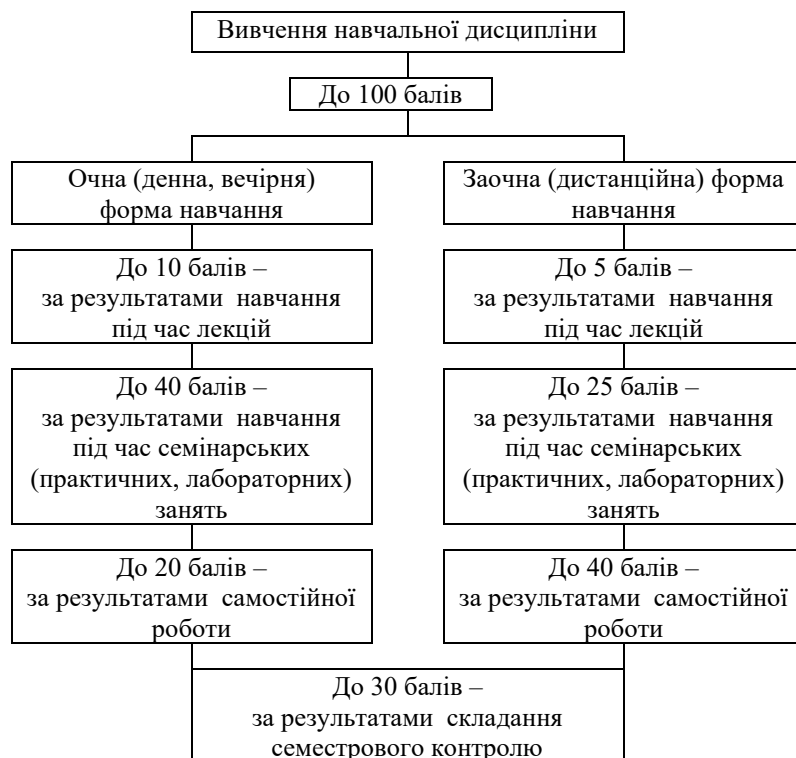 Вивчення навчальної дисципліни
До 100 балів
Очна (денна, вечірня)
форма навчання
До 10 балів –
за результатами навчання
під час лекцій
До 40 балів –
за результатами навчання
під час семінарських
(практичних, лабораторних)
занять
До 20 балів –
за результатами самостійної
роботи
Заочна (дистанційна) форма
навчання
До 5 балів –
за результатами навчання
під час лекцій
До 25 балів –
за результатами навчання
під час семінарських
(практичних, лабораторних)
занять
До 40 балів –
за результатами самостійної
роботи
До 30 балів –
за результатами складання
семестрового контролю